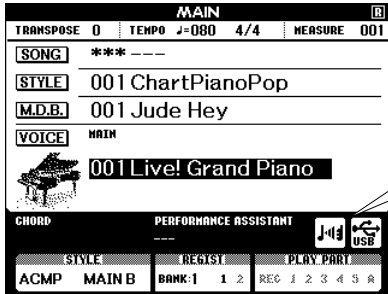 MAIN R
TRANSPOSE 0 TEMPO ♩=080 4/4 MEASURE 001
SONG ***---
STYLE 001 ChartPianoPop
M.D.B. 001 Jude Hey
VOICE MAIN
001 Live! Grand Piano
CHORD PERFORMANCE ASSISTANT
---
USB
STYLE REGIST PLAY PART
ACMP MAIN B BANK:1 1 2 REC 1 2 3 4 5 A